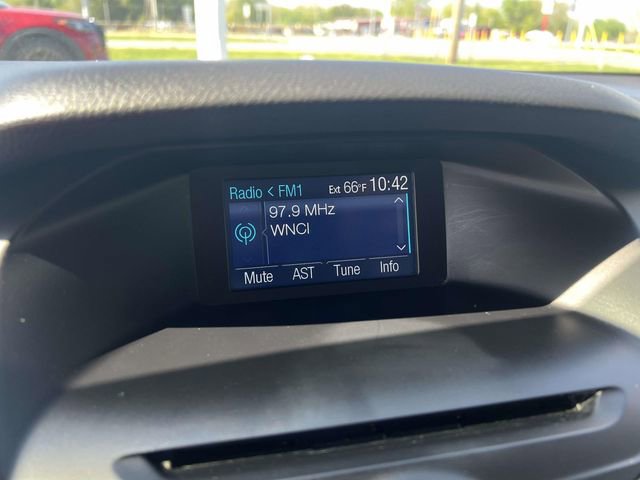 Radio < FM1 Ext 66°F 10:42
97.9 MHz
WNCI
Mute AST Tune Info